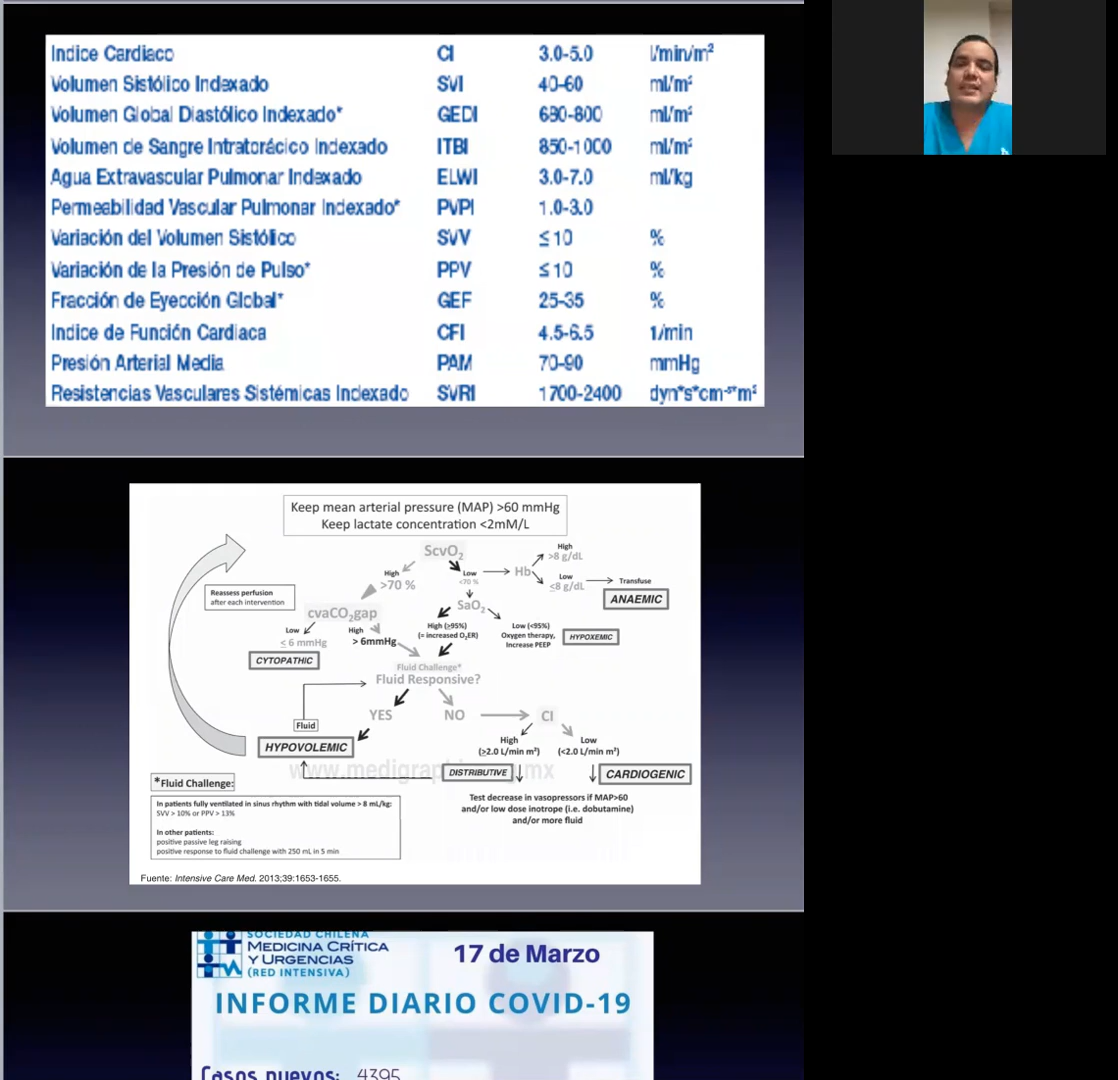 Indice Cardiaco CI 3.0-5.0 l/min/m²
Volumen Sistólico Indexado SVI 40-60 ml/m²
Volumen Global Diastólico Indexado* GEDI 680-800 ml/m²
Volumen de Sangre Intratorácico Indexado ITBI 850-1000 ml/m²
Agua Extravascular Pulmonar Indexado ELWI 3.0-7.0 ml/kg
Permeabilidad Vascular Pulmonar Indexado* PVPI 1.0-3.0
Variación del Volumen Sistólico SVV ≤10 %
Variación de la Presión de Pulso* PPV ≤10 %
Fracción de Eyección Global* GEF 25-35 %
Indice de Función Cardiaca CFI 4.5-6.5 1/min
Presión Arterial Media PAM 70-90 mmHg
Resistencias Vasculares Sistémicas Indexado SVRI 1700-2400 dyn*s*cm⁻⁵*m²
Keep mean arterial pressure (MAP) >60 mmHg
Keep lactate concentration <2mM/L
ScvO₂
High
>70 %
Low
<70 %
Hb
High
>8 g/dL
Low
≤8 g/dL
Transfuse
ANAEMIC
Reassess perfusion
after each intervention
cvaCO₂gap
SaO₂
Low
≤ 6 mmHg
High
> 6mmHg
High (≥95%)
(= increased O₂ER)
Low (<95%)
Oxygen therapy,
Increase PEEP
HYPOXEMIC
CYTOPATHIC
Fluid Challenge*
Fluid Responsive?
YES
NO
CI
Fluid
HYPOVOLEMIC
High
(≥2.0 L/min m²)
Low
(<2.0 L/min m²)
DISTRIBUTIVE
CARDIOGENIC
Test decrease in vasopressors if MAP>60
and/or low dose inotrope (i.e. dobutamine)
and/or more fluid
*Fluid Challenge:
In patients fully ventilated in sinus rhythm with tidal volume > 8 mL/kg:
SVV > 10% or PPV > 13%
In other patients:
positive passive leg raising
positive response to fluid challenge with 250 mL in 5 min
Fuente: Intensive Care Med. 2013;39:1653-1655.
SOCIEDAD CHILENA
MEDICINA CRÍTICA
Y URGENCIAS
(RED INTENSIVA)
17 de Marzo
INFORME DIARIO COVID-19
Casos nuevos: 4395